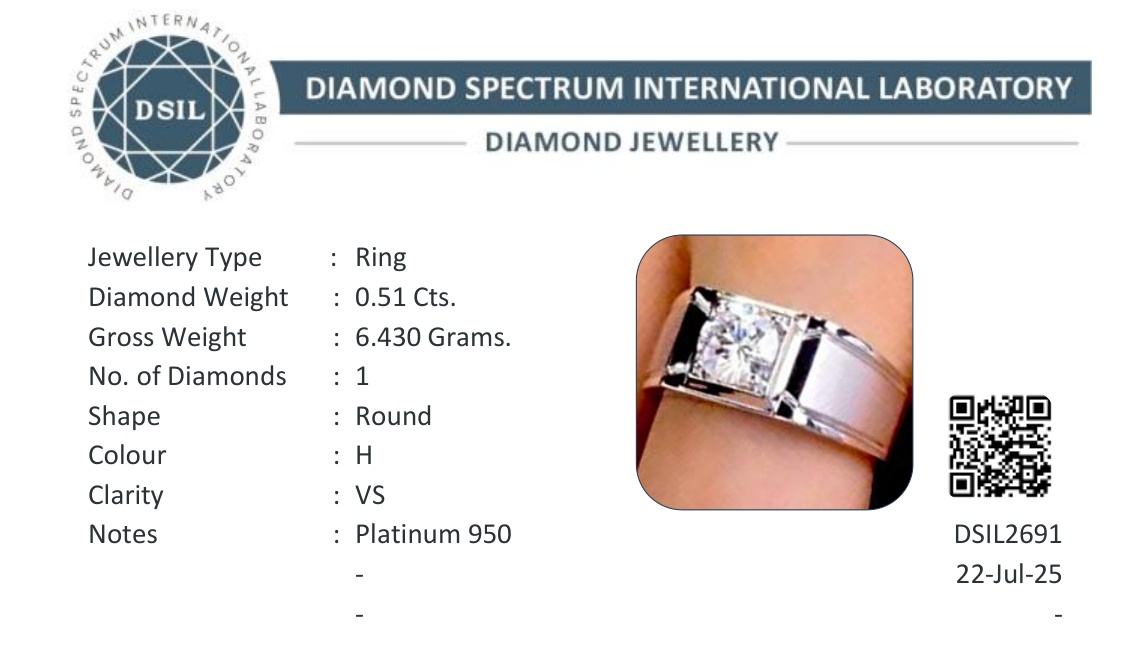 DIAMOND SPECTRUM INTERNATIONAL LABORATORY
DSIL
DIAMOND SPECTRUM INTERNATIONAL LABORATORY
DIAMOND JEWELLERY
Jewellery Type : Ring
Diamond Weight : 0.51 Cts.
Gross Weight : 6.430 Grams.
No. of Diamonds : 1
Shape : Round
Colour : H
Clarity : VS
Notes : Platinum 950
-
-
DSIL2691
22-Jul-25
-